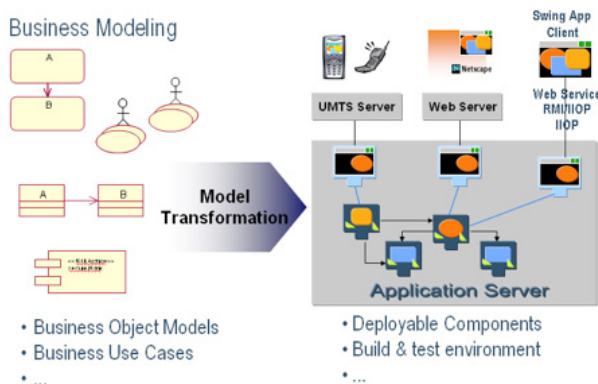 Business Modeling
A
B
A
B
Model
Transformation
Netscape
Swing App
Client
UMTS Server
Web Server
Web Service
RMI/IIOP
IIOP
Application Server
• Business Object Models
• Business Use Cases
• ...
• Deployable Components
• Build & test environment
• ...